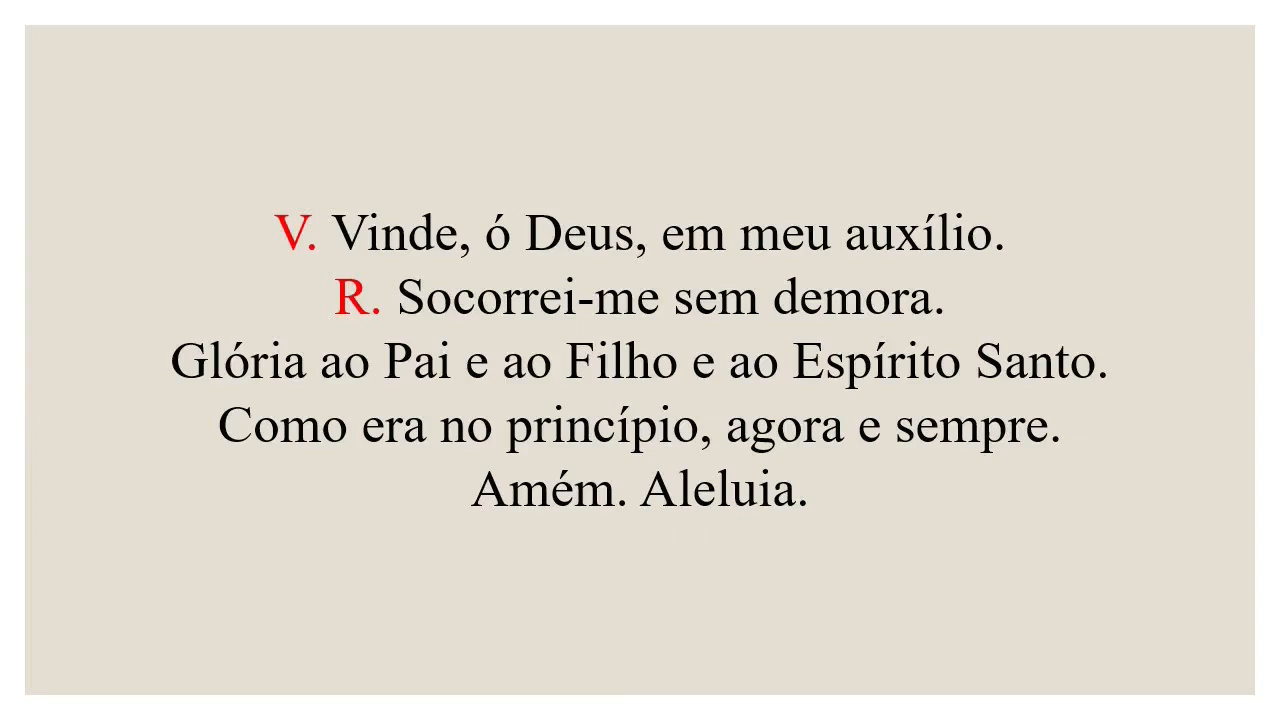 V. Vinde, ó Deus, em meu auxílio.
R. Socorrei-me sem demora.
Glória ao Pai e ao Filho e ao Espírito Santo.
Como era no princípio, agora e sempre.
Amém. Aleluia.